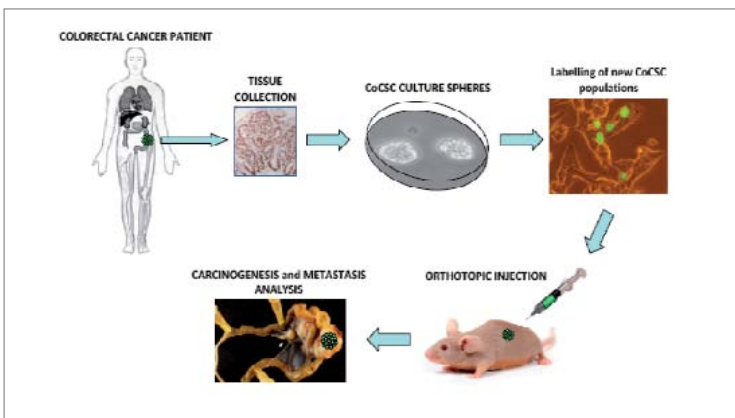 COLORECTAL CANCER PATIENT
TISSUE
COLLECTION
CoCSC CULTURE SPHERES
Labelling of new CoCSC
populations
ORTHOTOPIC INJECTION
CARCINOGENESIS and METASTASIS
ANALYSIS